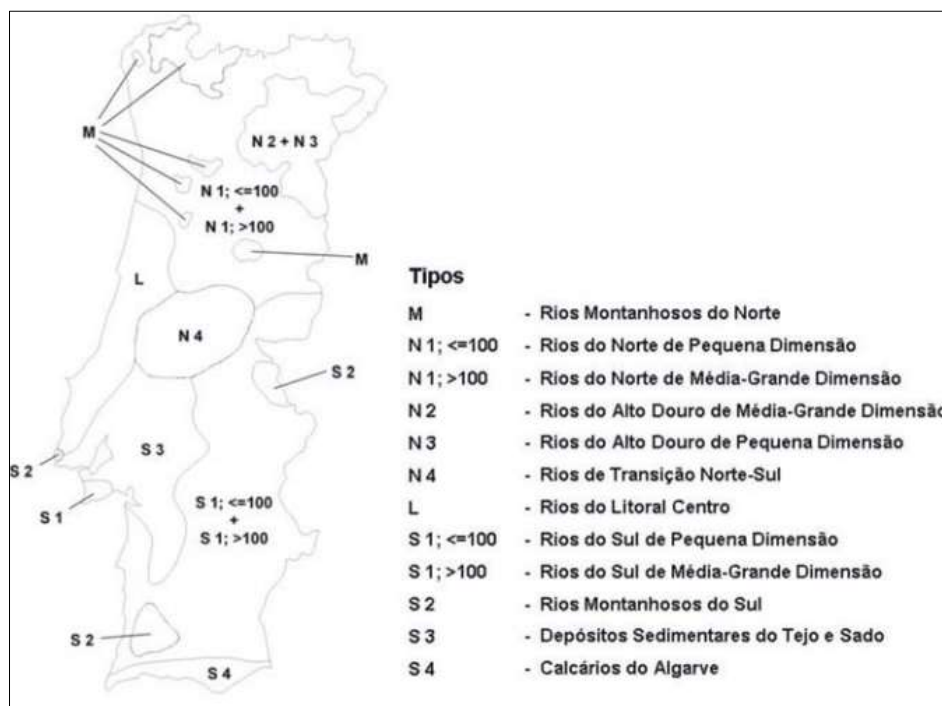 M
N 2 + N 3
N 1; <=100
+
N 1; >100
M
L
N 4
S 2
S 3
S 2
S 1
S 1; <=100
+
S 1; >100
S 2
S 4
Tipos
M - Rios Montanhosos do Norte
N 1; <=100 - Rios do Norte de Pequena Dimensão
N 1; >100 - Rios do Norte de Média-Grande Dimensão
N 2 - Rios do Alto Douro de Média-Grande Dimensão
N 3 - Rios do Alto Douro de Pequena Dimensão
N 4 - Rios de Transição Norte-Sul
L - Rios do Litoral Centro
S 1; <=100 - Rios do Sul de Pequena Dimensão
S 1; >100 - Rios do Sul de Média-Grande Dimensão
S 2 - Rios Montanhosos do Sul
S 3 - Depósitos Sedimentares do Tejo e Sado
S 4 - Calcários do Algarve